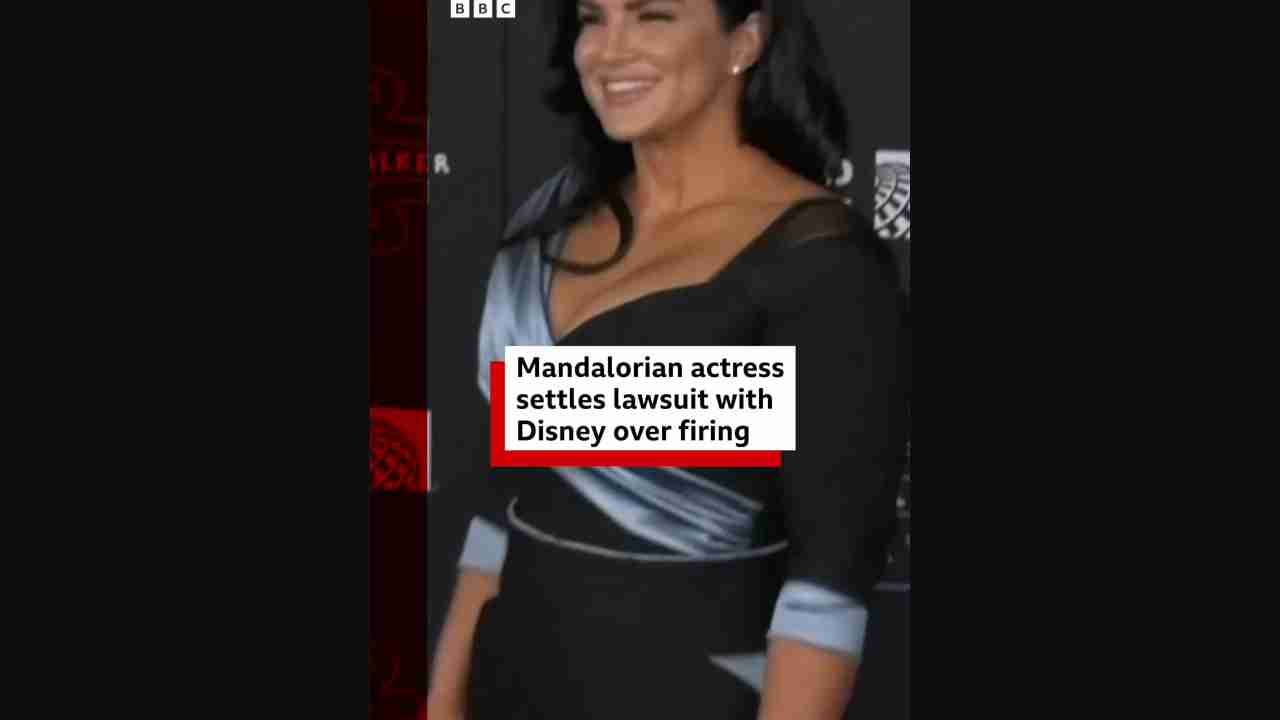 BBC
Mandalorian actress
settles lawsuit with
Disney over firing